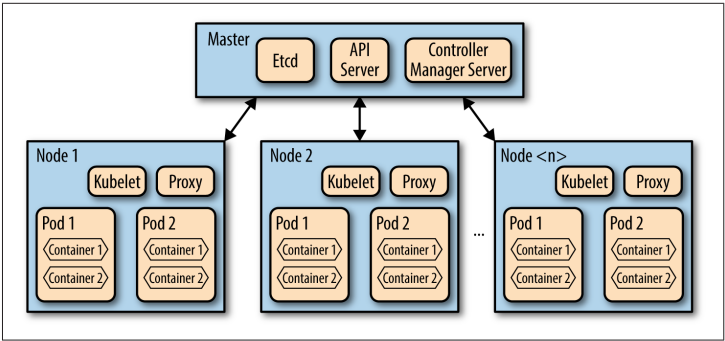 Master
Etcd
API
Server
Controller
Manager Server
Node 1
Kubelet
Proxy
Pod 1
Container 1
Container 2
Pod 2
Container 1
Container 2
Node 2
Kubelet
Proxy
Pod 1
Container 1
Container 2
Pod 2
Container 1
Container 2
...
Node <n>
Kubelet
Proxy
Pod 1
Container 1
Container 2
Pod 2
Container 1
Container 2